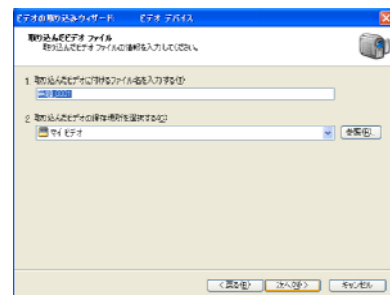 ビデオの取り込みウィザード ビデオ デバイス
取り込んだビデオ ファイル
取り込んだビデオ ファイルの情報を入力してください。
1. 取り込んだビデオに付けるファイル名を入力する(1)
2. 取り込んだビデオの保存場所を選択する(2)
マイ ビデオ
参照(R)...
< 戻る(B) 次へ(N) > キャンセル